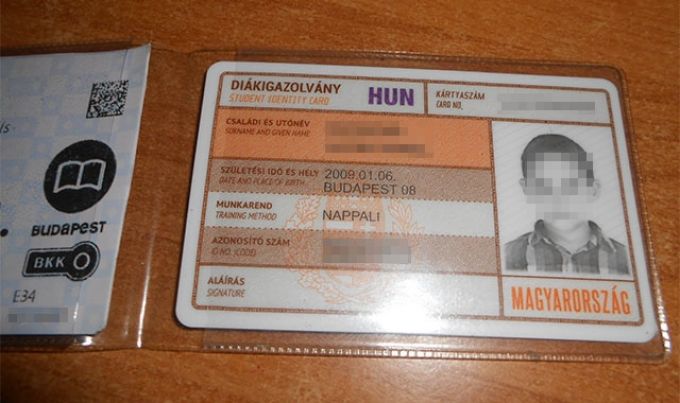 DIÁKIGAZOLVÁNY
STUDENT IDENTITY CARD
HUN
KÁRTYASZÁM
CARD NO.
CSALÁDI ÉS UTÓNÉV
SURNAME AND GIVEN NAME
SZÜLETÉSI IDŐ ÉS HELY 2009.01.06.
DATE AND PLACE OF BIRTH BUDAPEST 08
MUNKAREND
TRAINING METHOD
NAPPALI
AZONOSÍTÓ SZÁM
ID NO. (CODE)
ALÁÍRÁS
SIGNATURE
MAGYARORSZÁG
BUDAPEST
BKK
E34